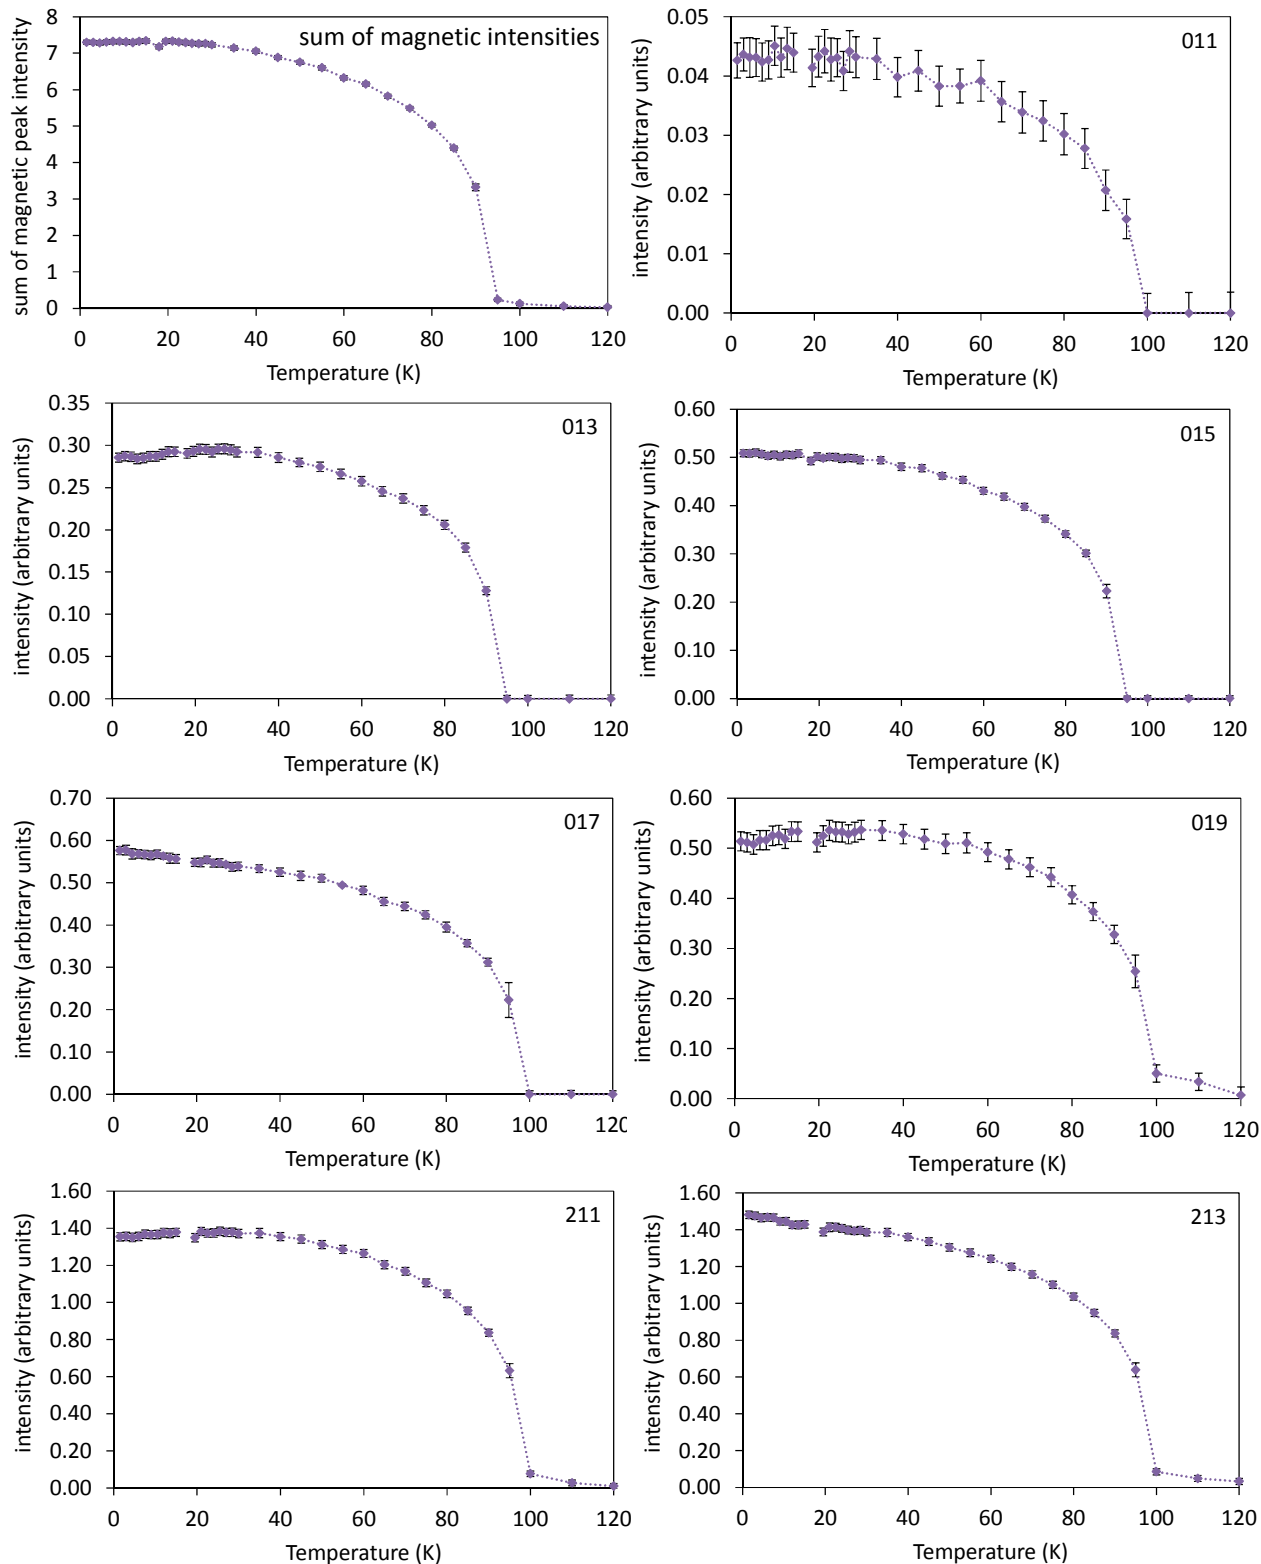 sum of magnetic peak intensity
8
7
6
5
4
3
2
1
0
sum of magnetic intensities
0 20 40 60 80 100 120
Temperature (K)
intensity (arbitrary units)
0.05
0.04
0.03
0.02
0.01
0.00
011
0 20 40 60 80 100 120
Temperature (K)
intensity (arbitrary units)
0.35
0.30
0.25
0.20
0.15
0.10
0.05
0.00
013
0 20 40 60 80 100 120
Temperature (K)
intensity (arbitrary units)
0.60
0.50
0.40
0.30
0.20
0.10
0.00
015
0 20 40 60 80 100 120
Temperature (K)
intensity (arbitrary units)
0.70
0.60
0.50
0.40
0.30
0.20
0.10
0.00
017
0 20 40 60 80 100 120
Temperature (K)
intensity (arbitrary units)
0.60
0.50
0.40
0.30
0.20
0.10
0.00
019
0 20 40 60 80 100 120
Temperature (K)
intensity (arbitrary units)
1.60
1.40
1.20
1.00
0.80
0.60
0.40
0.20
0.00
211
0 20 40 60 80 100 120
Temperature (K)
intensity (arbitrary units)
1.60
1.40
1.20
1.00
0.80
0.60
0.40
0.20
0.00
213
0 20 40 60 80 100 120
Temperature (K)